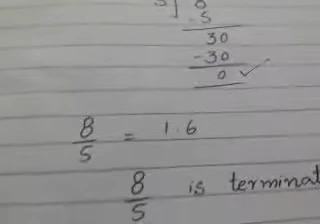 5
30
-30
0 ✓
8/5 = 1.6
8/5 is terminat